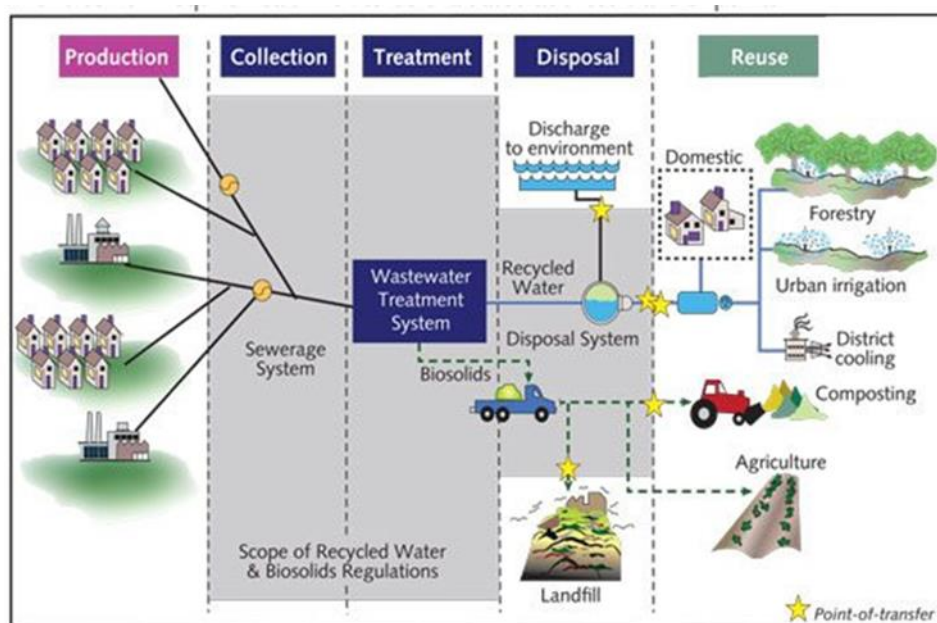 Production
Collection
Treatment
Disposal
Reuse
Discharge
to environment
Domestic
Forestry
Urban irrigation
District
cooling
Wastewater
Treatment
System
Recycled
Water
Disposal System
Sewerage
System
Biosolids
Composting
Agriculture
Scope of Recycled Water
& Biosolids Regulations
Landfill
Point-of-transfer